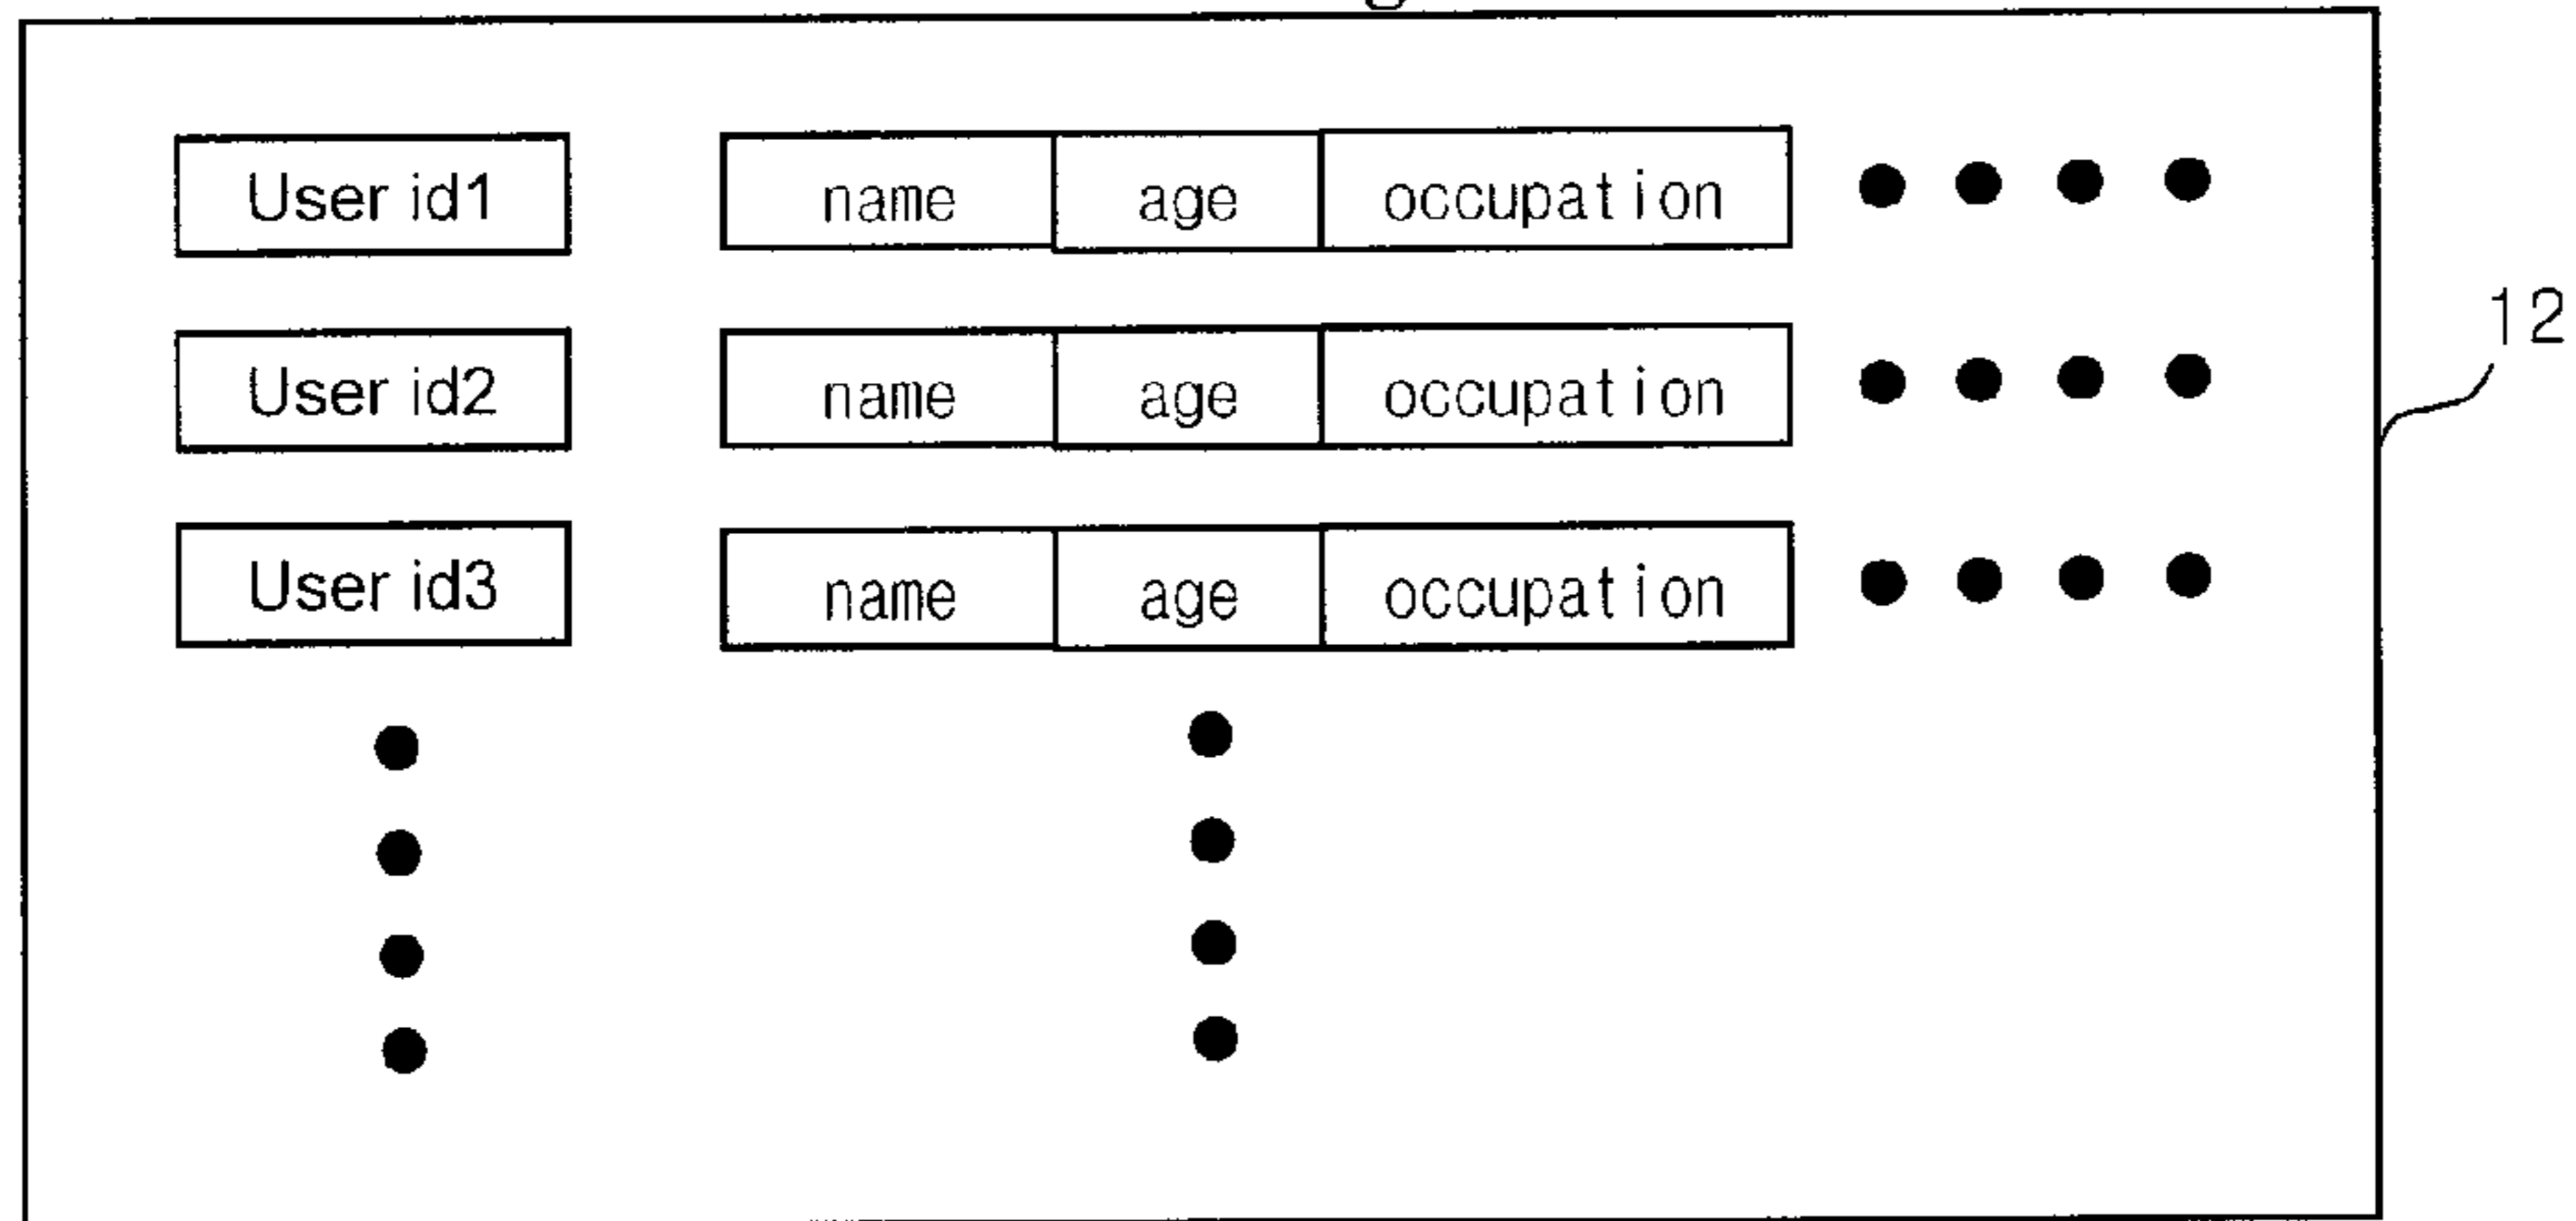 User id1 name age occupation
12
User id2 name age occupation
User id3 name age occupation